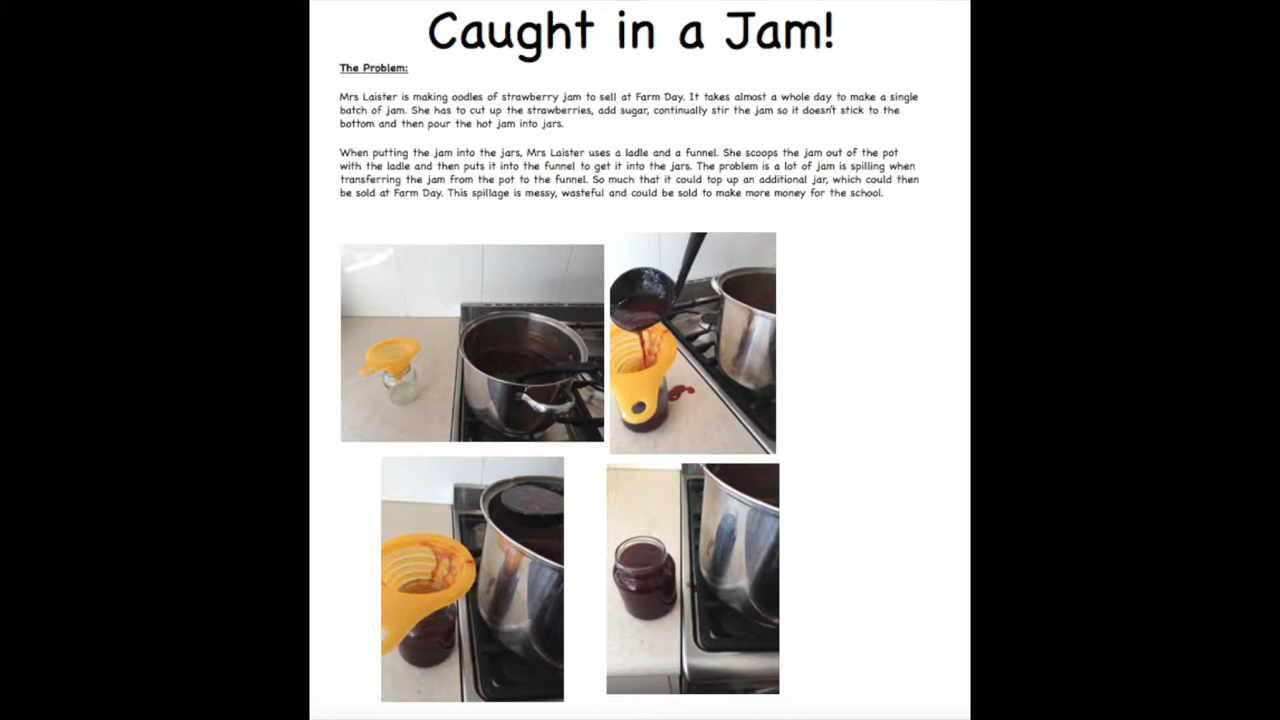 Caught in a Jam!
The Problem:
Mrs Laister is making oodles of strawberry jam to sell at Farm Day. It takes almost a whole day to make a single
batch of jam. She has to cut up the strawberries, add sugar, continually stir the jam so it doesn't stick to the
bottom and then pour the hot jam into jars.
When putting the jam into the jars, Mrs Laister uses a ladle and a funnel. She scoops the jam out of the pot
with the ladle and then puts it into the funnel to get it into the jars. The problem is a lot of jam is spilling when
transferring the jam from the pot to the funnel. So much that it could top up an additional jar, which could then
be sold at Farm Day. This spillage is messy, wasteful and could be sold to make more money for the school.